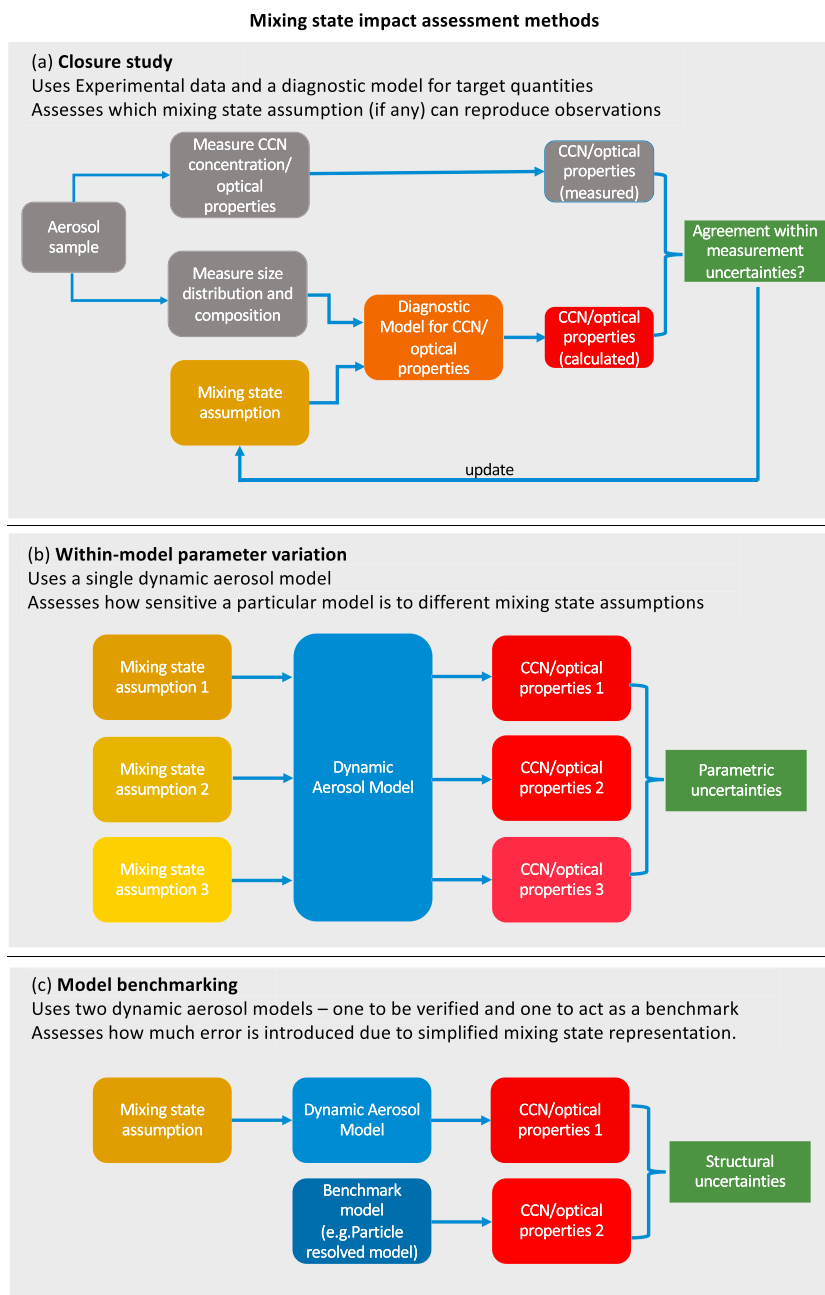 Mixing state impact assessment methods
(a) Closure study
Uses Experimental data and a diagnostic model for target quantities
Assesses which mixing state assumption (if any) can reproduce observations
Measure CCN
concentration/
optical
properties
CCN/optical
properties
(measured)
Aerosol
sample
Agreement within
measurement
uncertainties?
Measure size
distribution and
composition
Diagnostic
Model for CCN/
optical
properties
CCN/optical
properties
(calculated)
Mixing state
assumption
update
(b) Within-model parameter variation
Uses a single dynamic aerosol model
Assesses how sensitive a particular model is to different mixing state assumptions
Mixing state
assumption 1
CCN/optical
properties 1
Mixing state
assumption 2
Dynamic
Aerosol Model
CCN/optical
properties 2
Parametric
uncertainties
Mixing state
assumption 3
CCN/optical
properties 3
(c) Model benchmarking
Uses two dynamic aerosol models – one to be verified and one to act as a benchmark
Assesses how much error is introduced due to simplified mixing state representation.
Mixing state
assumption
Dynamic Aerosol
Model
CCN/optical
properties 1
Structural
uncertainties
Benchmark
model
(e.g.Particle
resolved model)
CCN/optical
properties 2